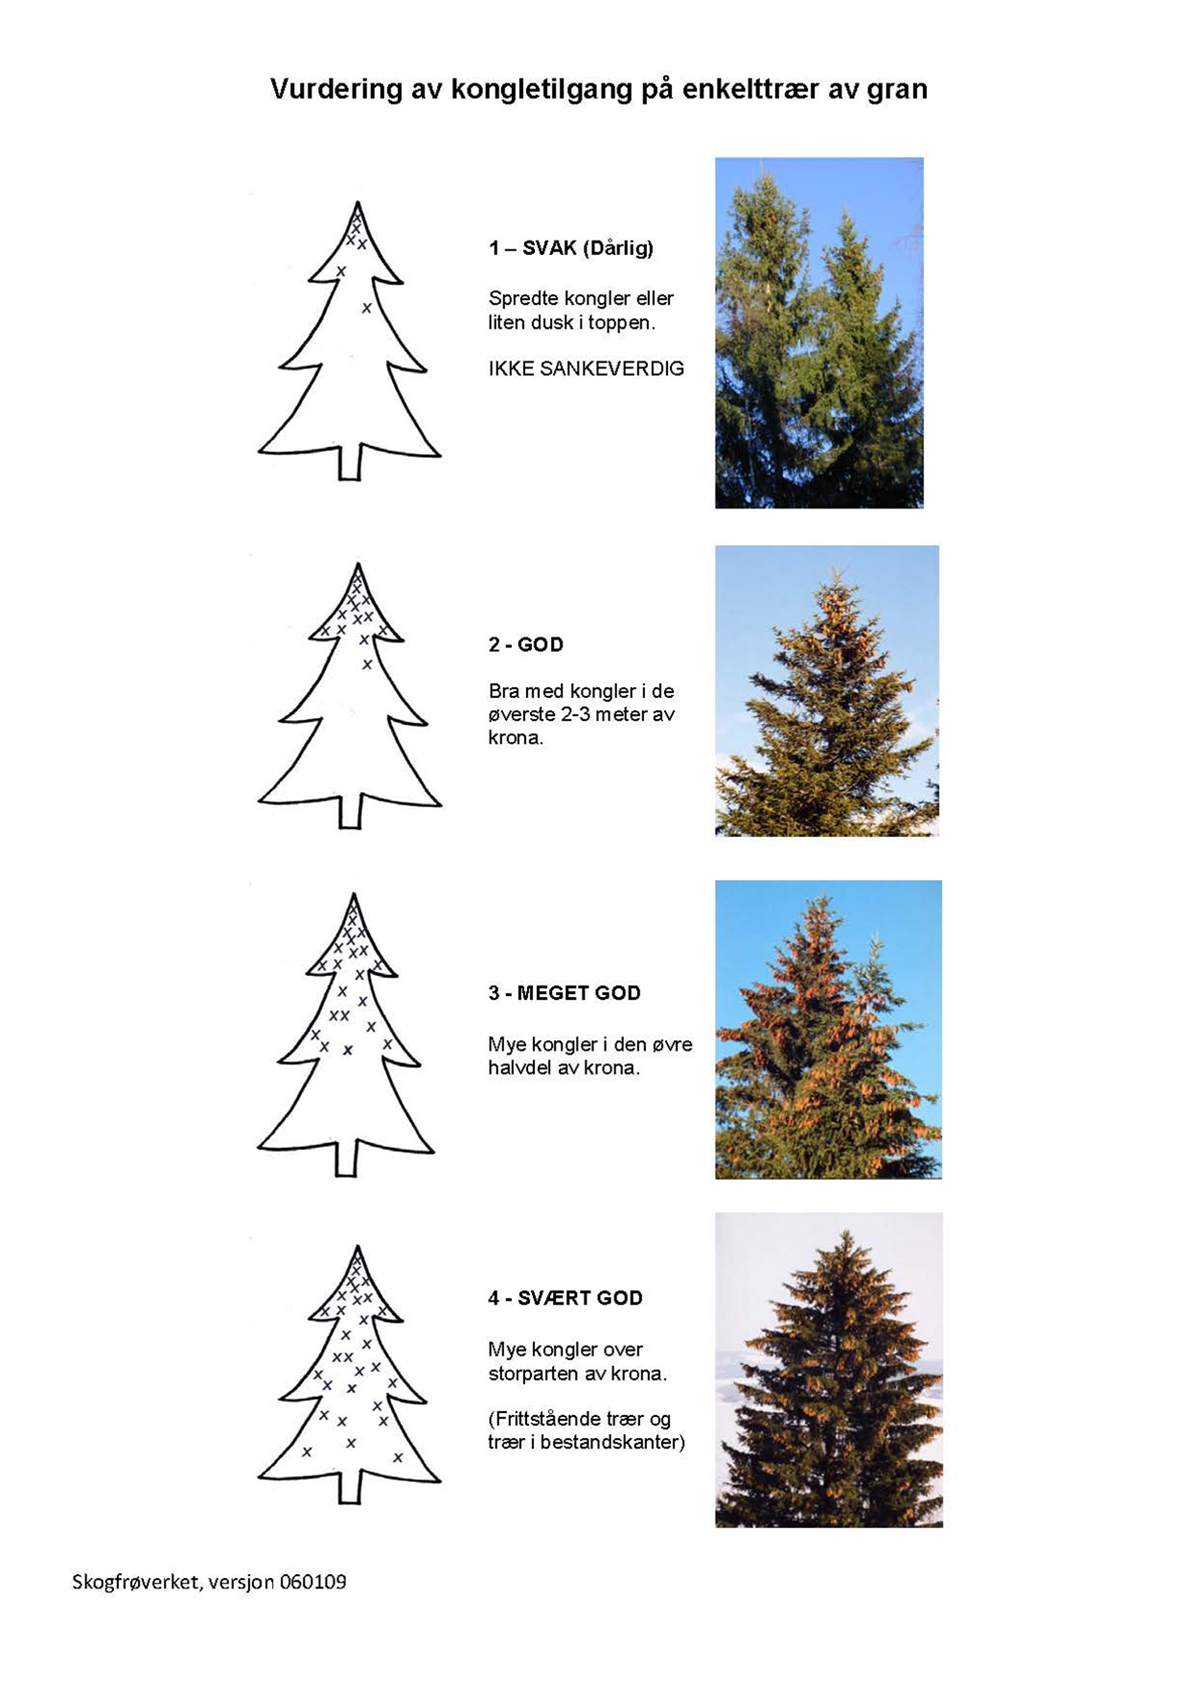 Vurdering av kongletilgang på enkelttrær av gran
1 – SVAK (Dårlig)
Spredte kongler eller
liten dusk i toppen.
IKKE SANKEVERDIG
2 - GOD
Bra med kongler i de
øverste 2-3 meter av
krona.
3 - MEGET GOD
Mye kongler i den øvre
halvdel av krona.
4 - SVÆRT GOD
Mye kongler over
storparten av krona.
(Frittstående trær og
trær i bestandskanter)
Skogfrøverket, versjon 060109